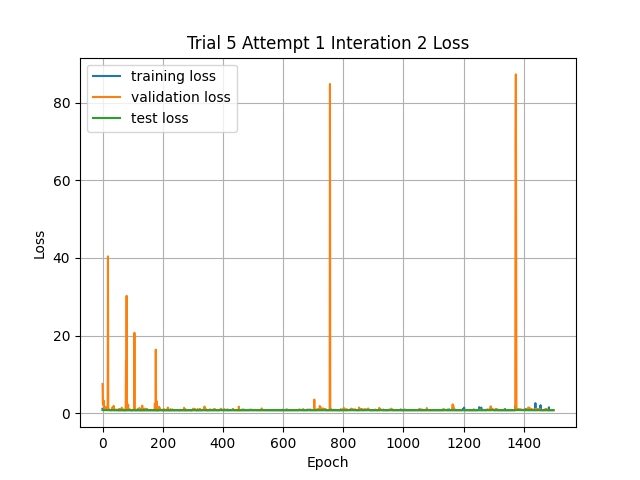 Trial 5 Attempt 1 Interation 2 Loss
training loss
validation loss
test loss
Loss
80
60
40
20
0
0 200 400 600 800 1000 1200 1400
Epoch